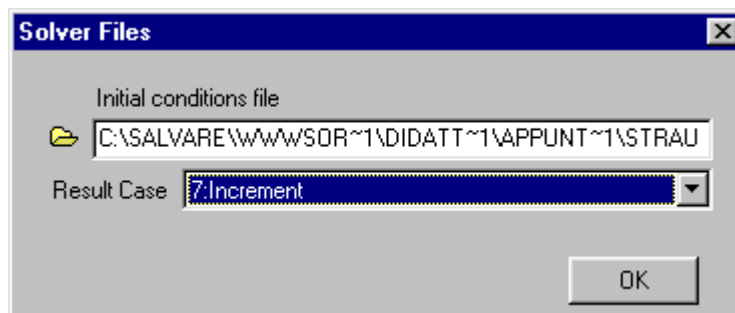 Solver Files
Initial conditions file
C:\SALVARE\WWWSOR~1\DIDATT~1\APPUNT~1\STRAU
Result Case 7:Increment
OK